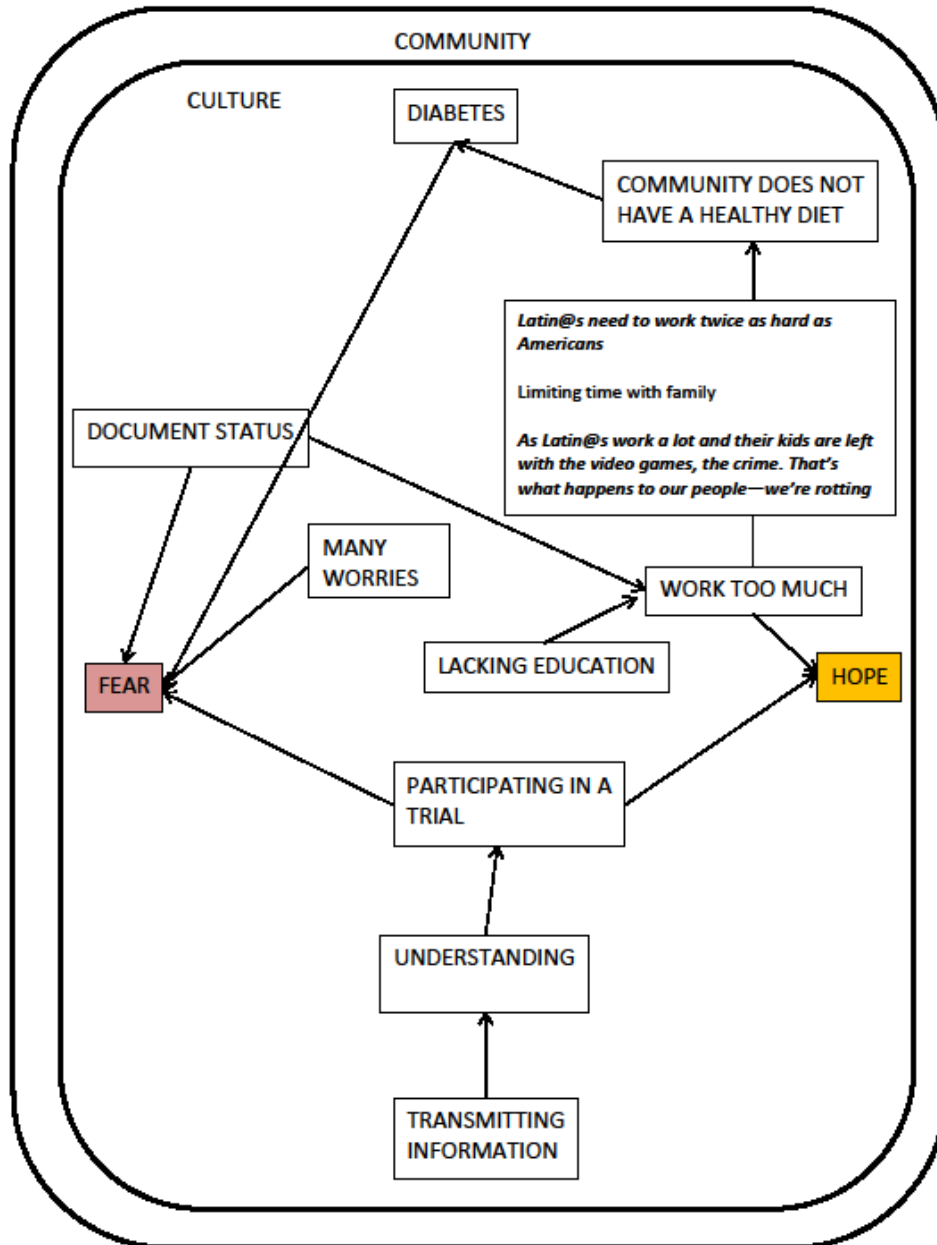 COMMUNITY
CULTURE
DIABETES
COMMUNITY DOES NOT
HAVE A HEALTHY DIET
Latin@s need to work twice as hard as
Americans
Limiting time with family
As Latin@s work a lot and their kids are left
with the video games, the crime. That's
what happens to our people—we're rotting
DOCUMENT STATUS
MANY
WORRIES
WORK TOO MUCH
LACKING EDUCATION
FEAR
HOPE
PARTICIPATING IN A
TRIAL
UNDERSTANDING
TRANSMITTING
INFORMATION